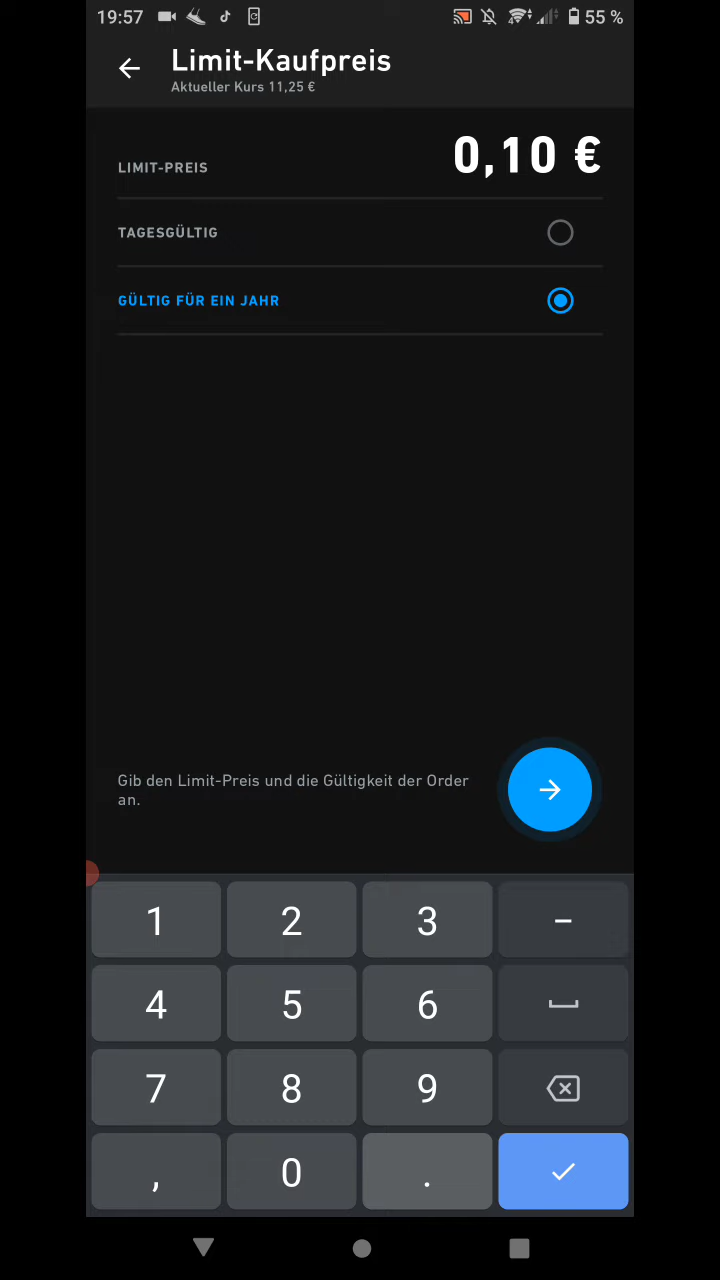 19:57
55 %
Limit-Kaufpreis
Aktueller Kurs 11,25 €
LIMIT-PREIS
0,10 €
TAGESGÜLTIG
GÜLTIG FÜR EIN JAHR
Gib den Limit-Preis und die Gültigkeit der Order
an.
1 2 3 –
4 5 6
7 8 9
, 0 .